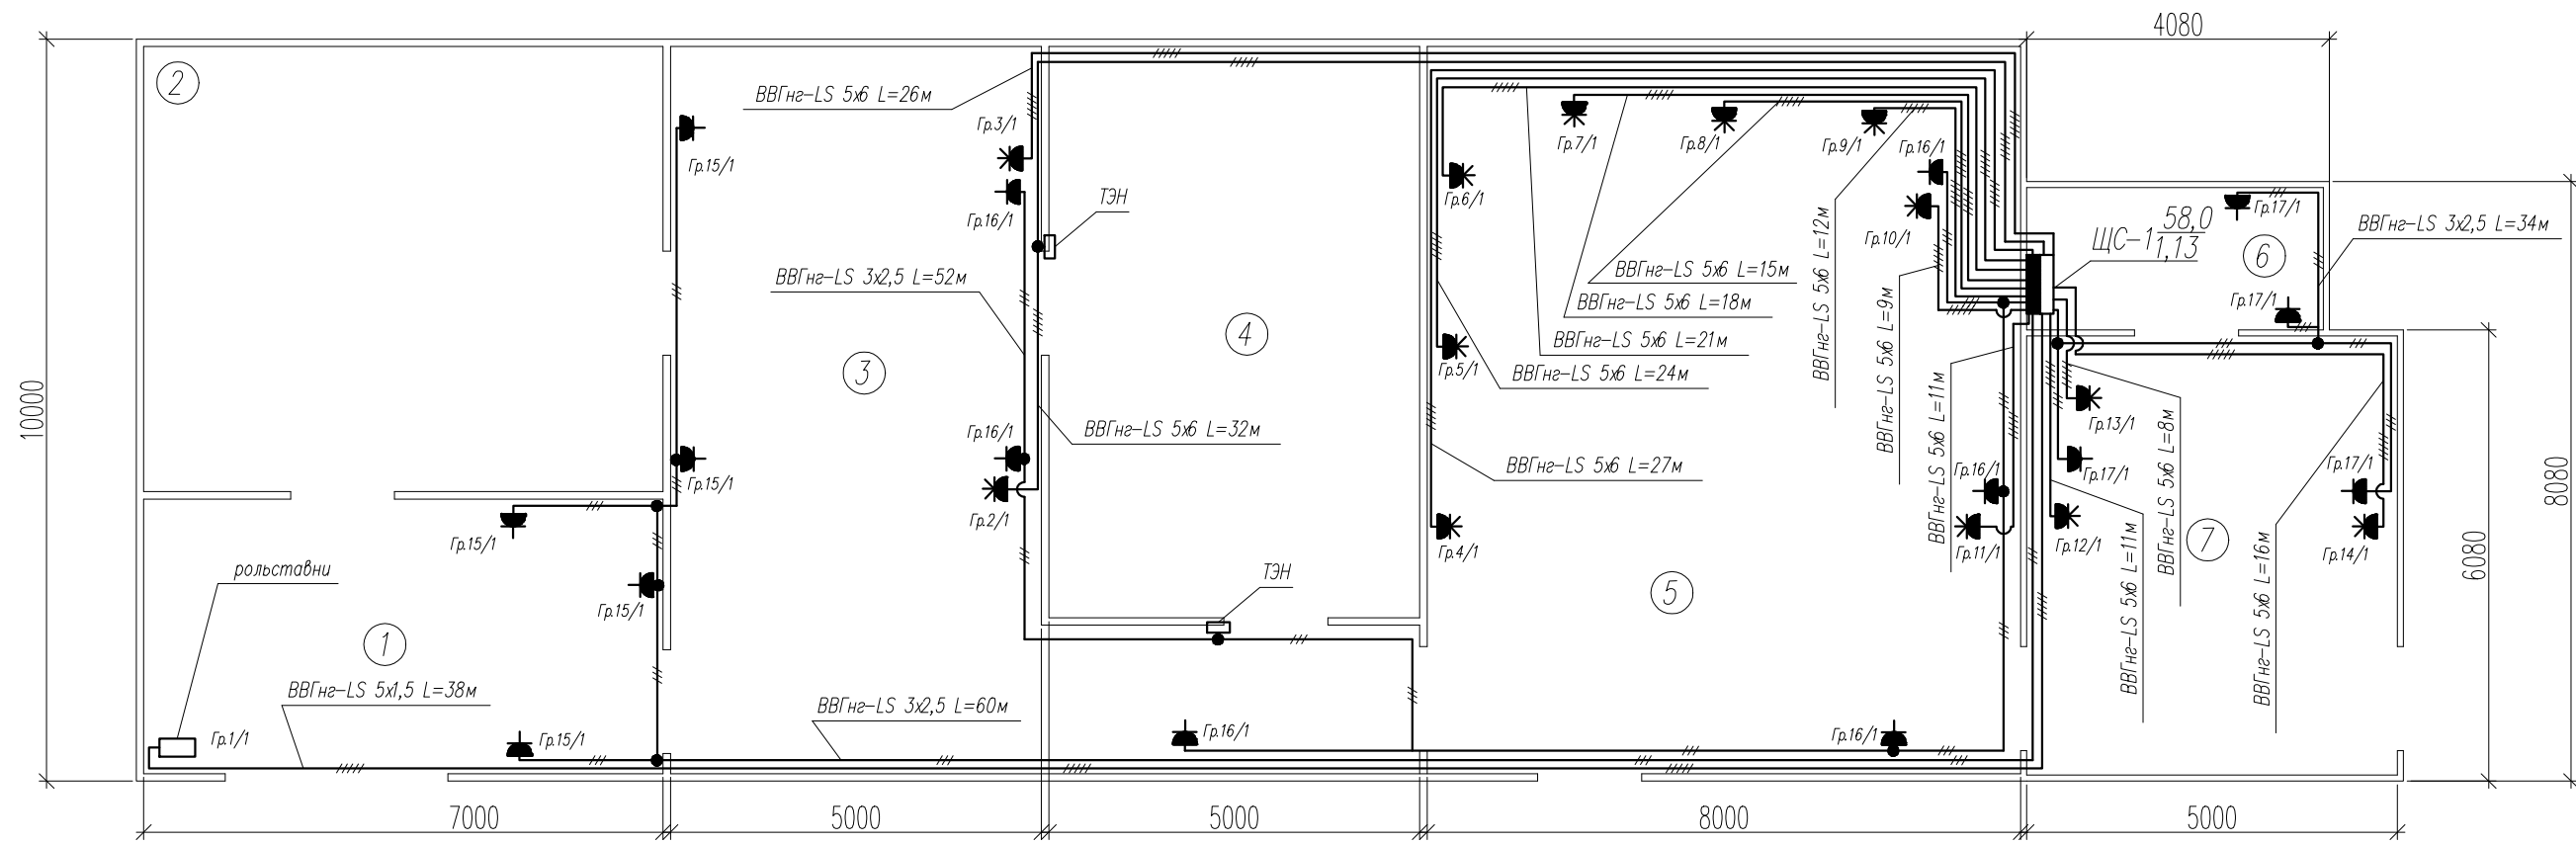 4080
2
ВВГнг-LS 5х6 L=26м
Гр.3/1
Гр.7/1
Гр.8/1
Гр.9/1
Гр.16/1
Гр.15/1
Гр.16/1
ТЭН
Гр.6/1
Гр.10/1
ВВГнг-LS 5х6 L=12м
ЩС-1 58,0
1,13
Гр.17/1
6
ВВГнг-LS 3х2,5 L=34м
ВВГнг-LS 3х2,5 L=52м
ВВГнг-LS 5х6 L=15м
ВВГнг-LS 5х6 L=18м
Гр.17/1
3
4
ВВГнг-LS 5х6 L=21м
Гр.5/1
ВВГнг-LS 5х6 L=24м
ВВГнг-LS 5х6 L=9м
ВВГнг-LS 5х6 L=11м
10000
Гр.16/1
ВВГнг-LS 5х6 L=32м
Гр.13/1
ВВГнг-LS 5х6 L=8м
Гр.15/1
ВВГнг-LS 5х6 L=27м
Гр.16/1
Гр.17/1
Гр.17/1
8080
Гр.2/1
Гр.15/1
Гр.4/1
Гр.11/1
Гр.12/1
7
Гр.14/1
6080
рольставни
ТЭН
Гр.15/1
5
ВВГнг-LS 5х6 L=11м
ВВГнг-LS 5х6 L=16м
1
ВВГнг-LS 5х1,5 L=38м
ВВГнг-LS 3х2,5 L=60м
Гр.1/1
Гр.15/1
Гр.16/1
Гр.16/1
7000
5000
5000
8000
5000